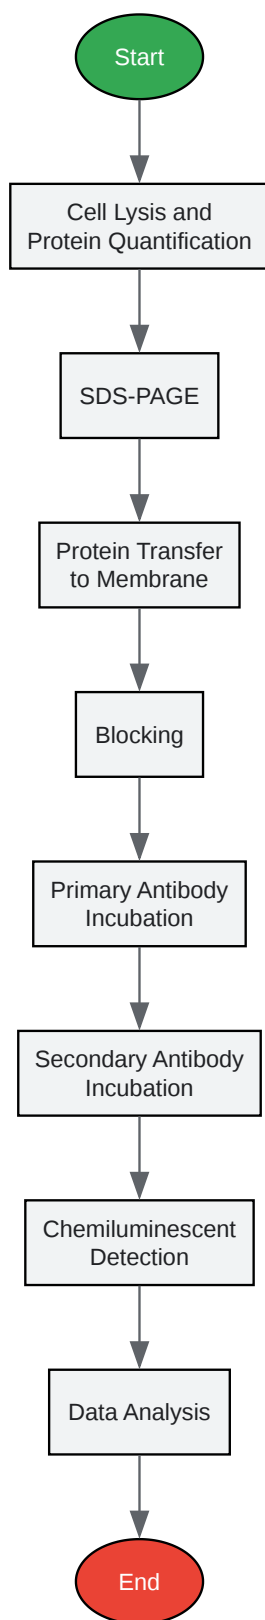 Start
Cell Lysis and
Protein Quantification
SDS-PAGE
Protein Transfer
to Membrane
Blocking
Primary Antibody
Incubation
Secondary Antibody
Incubation
Chemiluminescent
Detection
Data Analysis
End